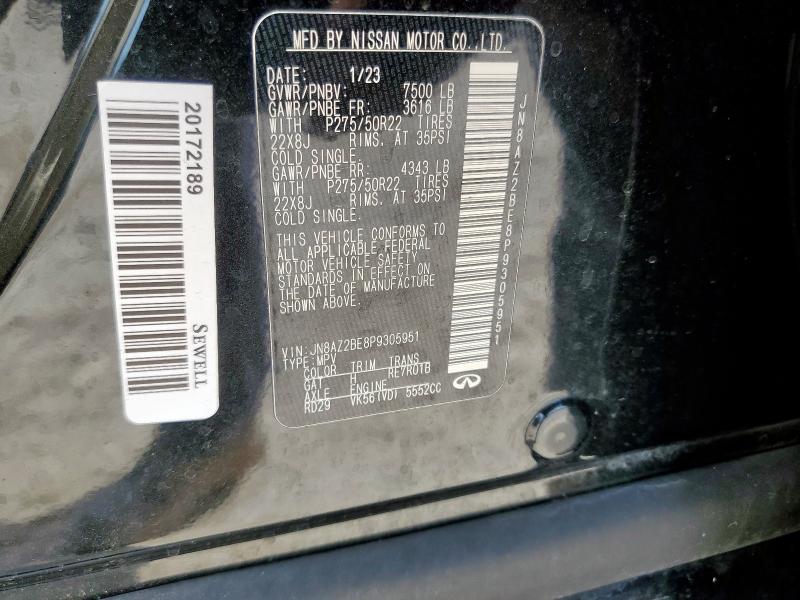 MFD BY NISSAN MOTOR CO.,LTD.
DATE: 1/23
GVWR/PNBV: 7500 LB
GAWR/PNBE FR: 3616 LB
WITH P275/50R22 TIRES
22X8J RIMS. AT 35PSI
COLD SINGLE.
GAWR/PNBE RR: 4343 LB
WITH P275/50R22 TIRES
22X8J RIMS. AT 35PSI
COLD SINGLE.
THIS VEHICLE CONFORMS TO
ALL APPLICABLE FEDERAL
MOTOR VEHICLE SAFETY
STANDARDS IN EFFECT ON
THE DATE OF MANUFACTURE
SHOWN ABOVE.
VIN: JN8AZ2BE8P9305951
TYPE: MPV
COLOR TRIM TRANS
GAT H RE7R01B
AXLE ENGINE
RD29 VK56(VD) 5552CC
JN8AZ2BE8P9305951
20172189
SEWELL